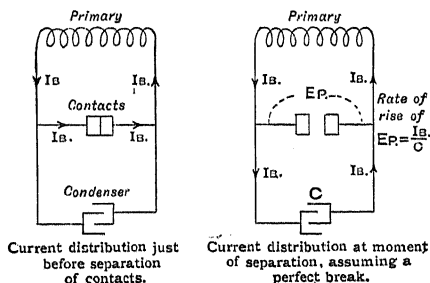 Primary
IB.
IB.
Contacts
IB.
IB.
Condenser
Current distribution just
before separation
of contacts.
Primary
IB.
IB.
EP.
Rate of
rise of
EP.=IB./C
IB.
IB.
C
Current distribution at moment
of separation, assuming a
perfect break.